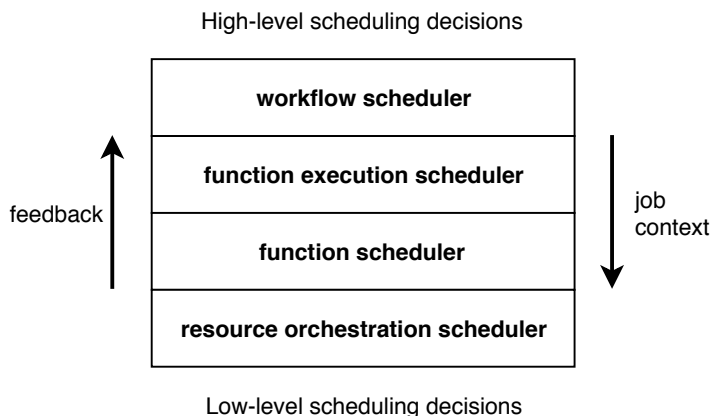 High-level scheduling decisions
workflow scheduler
function execution scheduler
feedback
job
context
function scheduler
resource orchestration scheduler
Low-level scheduling decisions